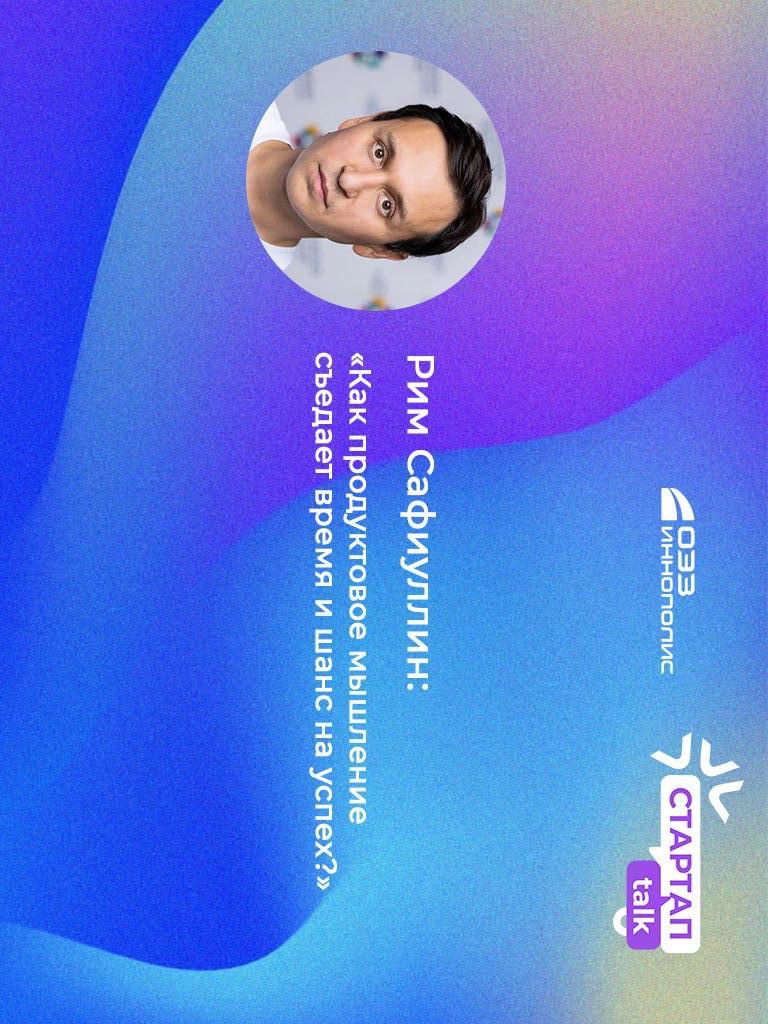 ОЭЗ
ИННОПОЛИС
СТАРТАП
talk
Рим Сафиуллин:
«Как продуктовое мышление
съедает время и шанс на успех?»